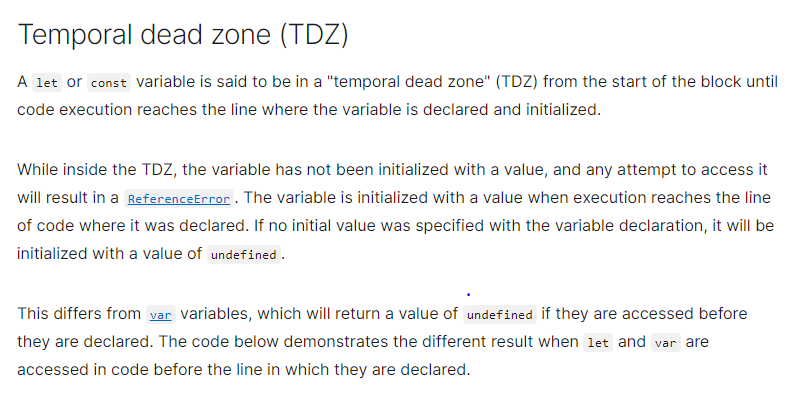 Temporal dead zone (TDZ)
A let or const variable is said to be in a "temporal dead zone" (TDZ) from the start of the block until
code execution reaches the line where the variable is declared and initialized.
While inside the TDZ, the variable has not been initialized with a value, and any attempt to access it
will result in a ReferenceError. The variable is initialized with a value when execution reaches the line
of code where it was declared. If no initial value was specified with the variable declaration, it will be
initialized with a value of undefined.
This differs from var variables, which will return a value of undefined if they are accessed before
they are declared. The code below demonstrates the different result when let and var are
accessed in code before the line in which they are declared.